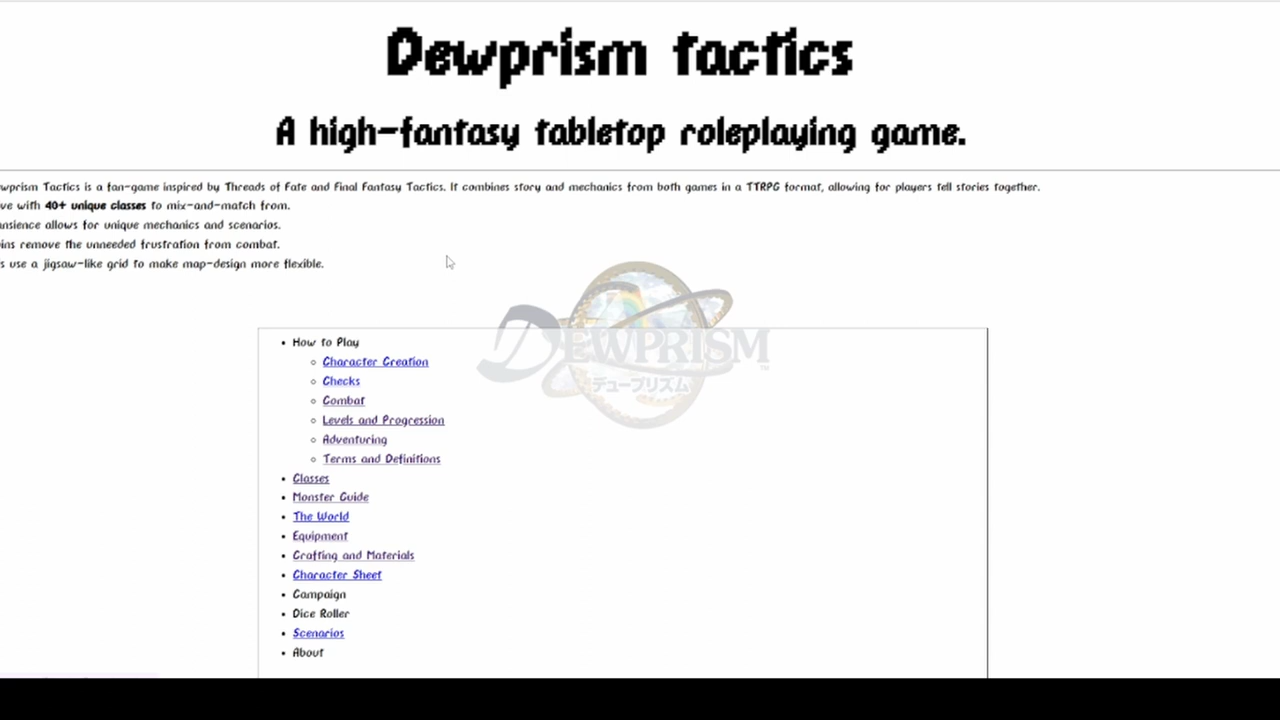 Dewprism tactics
A high-fantasy tabletop roleplaying game.
wprism Tactics is a fan-game inspired by Threads of Fate and Final Fantasy Tactics. It combines story and mechanics from both games in a TTRPG format, allowing for players tell stories together.
ve with 40+ unique classes to mix-and-match from.
ansience allows for unique mechanics and scenarios.
ins remove the unneeded frustration from combat.
s use a jigsaw-like grid to make map-design more flexible.
DEWPRISM
TM
デュープリズム
• How to Play
Character Creation
Checks
Combat
Levels and Progression
Adventuring
Terms and Definitions
• Classes
• Monster Guide
• The World
• Equipment
• Crafting and Materials
• Character Sheet
• Campaign
• Dice Roller
• Scenarios
• About